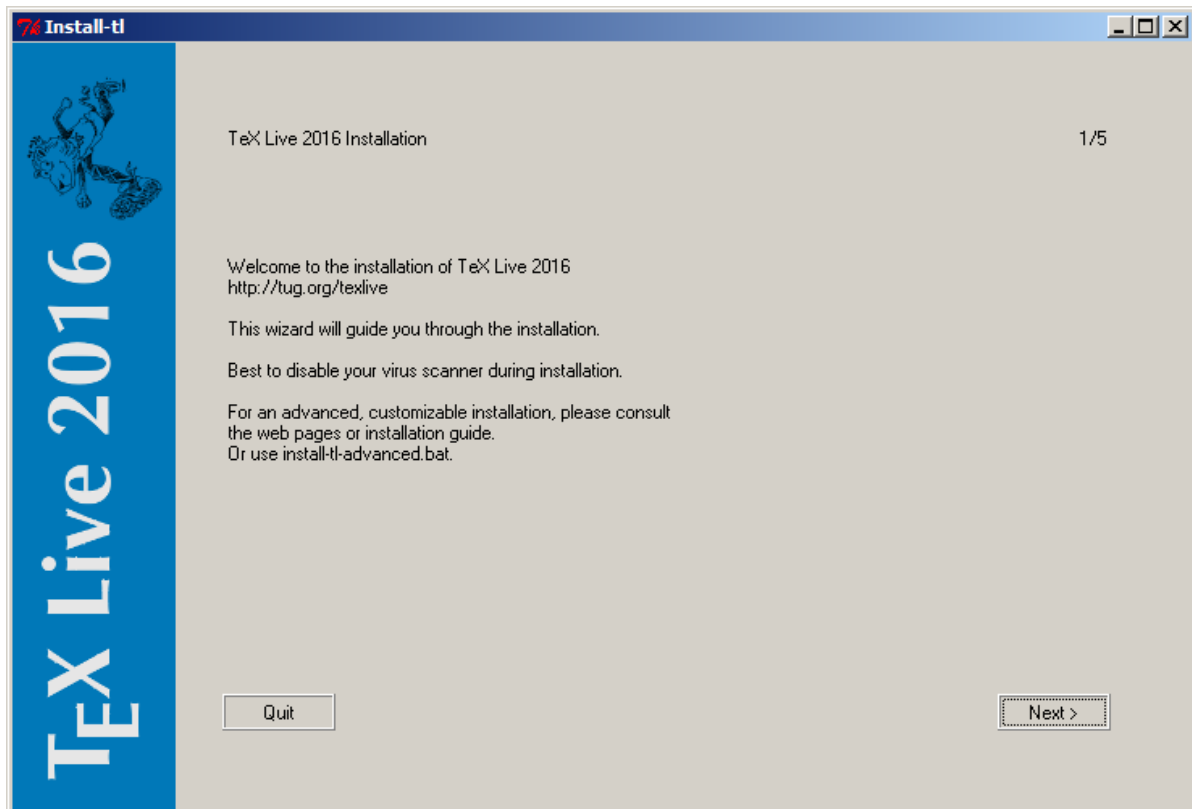 Install-tl
TeX Live 2016
TeX Live 2016 Installation
1/5
Welcome to the installation of TeX Live 2016
http://tug.org/texlive
This wizard will guide you through the installation.
Best to disable your virus scanner during installation.
For an advanced, customizable installation, please consult
the web pages or installation guide.
Or use install-tl-advanced.bat.
Quit
Next >